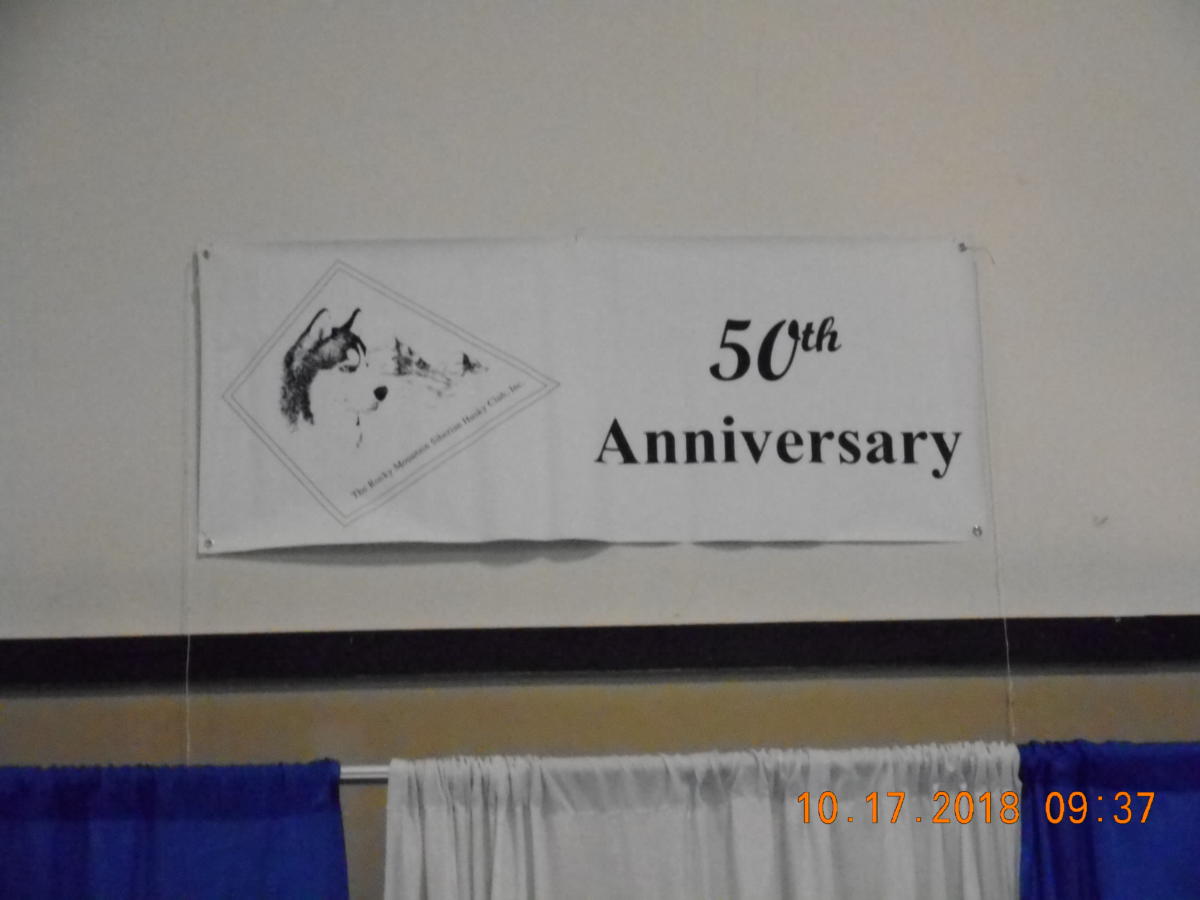 The Rocky Mountain Siberian Husky Club, Inc.
50th
Anniversary
10.17.2018 09:37